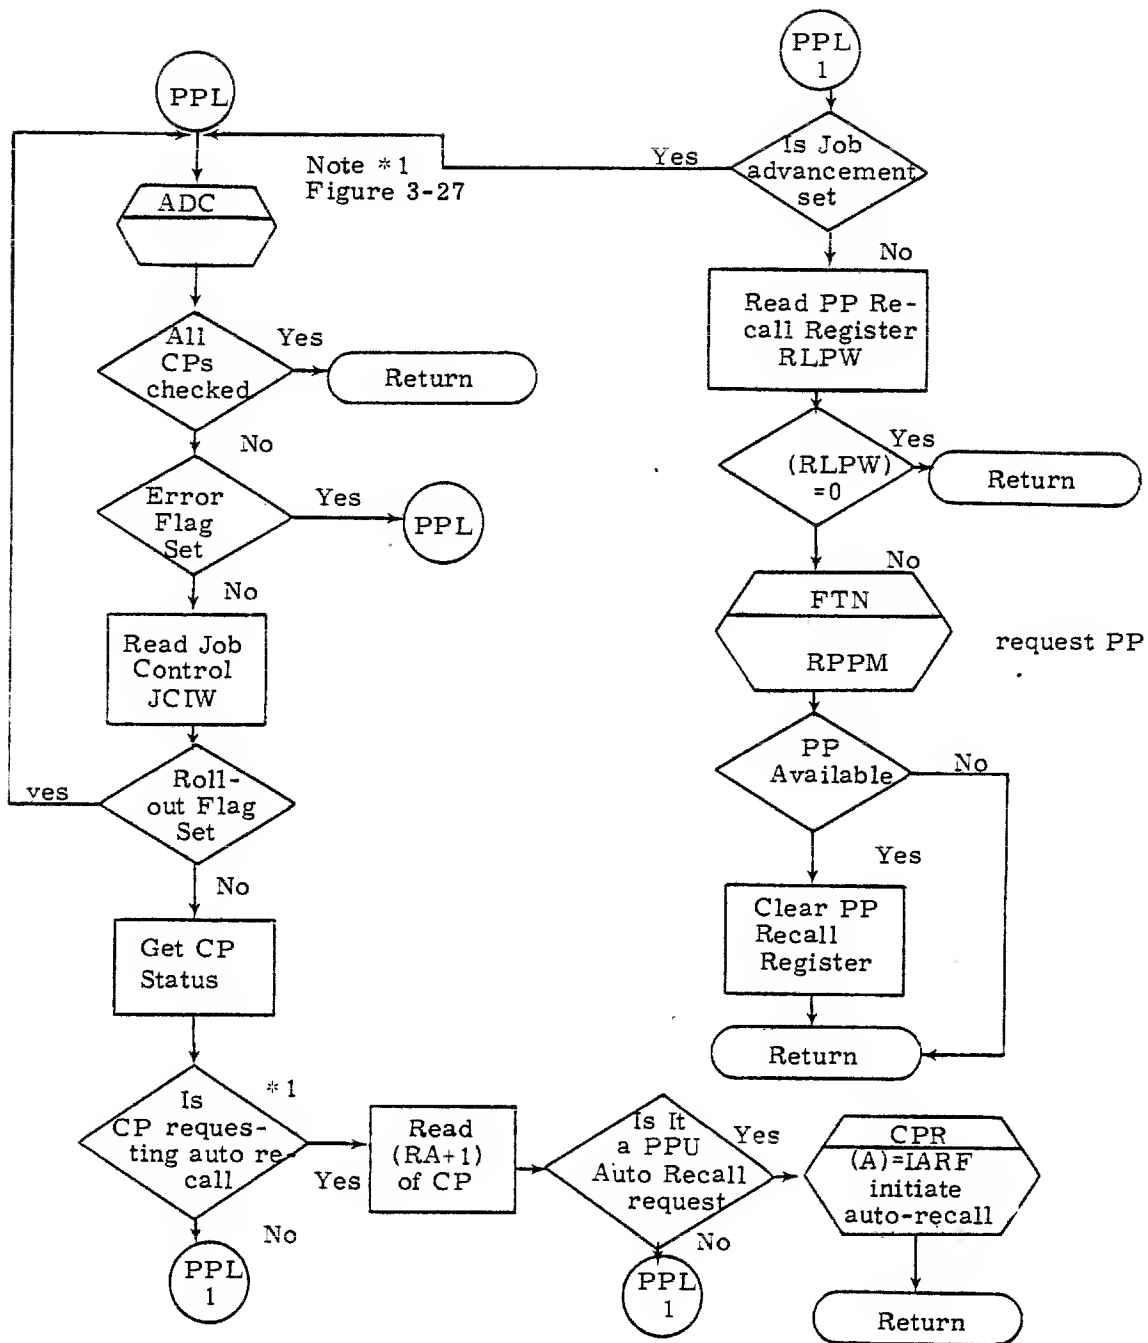 PPL
ADC
All
CPs
checked
Yes
Return
No
Error
Flag
Set
Yes
PPL
No
Read Job
Control
JCIW
Roll-
out Flag
Set
yes
No
Get CP
Status
Is
CP reques-
ting auto re-
call
*1
Yes
No
PPL
1
Read
(RA+1)
of CP
Is It
a PPU
Auto Recall
request
Yes
No
PPL
1
CPR
(A)=IARF
initiate
auto-recall
Return
Note *1
Figure 3-27
PPL
1
Is Job
advancement
set
Yes
No
Read PP Re-
call Register
RLPW
(RLPW)
=0
Yes
Return
No
FTN
RPPM
request PP
PP
Available
No
Yes
Clear PP
Recall
Register
Return